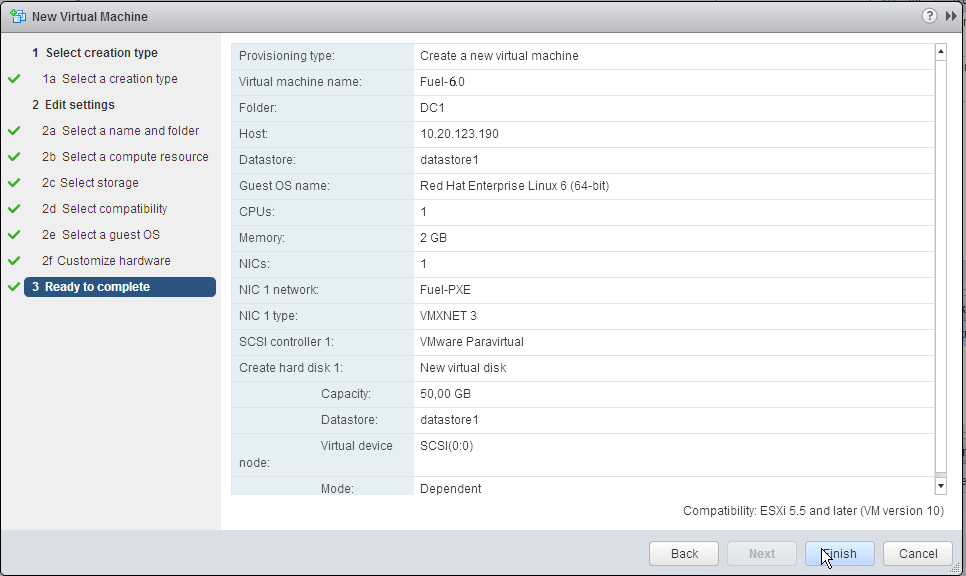 New Virtual Machine
?
1 Select creation type
1a Select a creation type
2 Edit settings
2a Select a name and folder
2b Select a compute resource
2c Select storage
2d Select compatibility
2e Select a guest OS
2f Customize hardware
3 Ready to complete
Provisioning type: Create a new virtual machine
Virtual machine name: Fuel-6.0
Folder: DC1
Host: 10.20.123.190
Datastore: datastore1
Guest OS name: Red Hat Enterprise Linux 6 (64-bit)
CPUs: 1
Memory: 2 GB
NICs: 1
NIC 1 network: Fuel-PXE
NIC 1 type: VMXNET 3
SCSI controller 1: VMware Paravirtual
Create hard disk 1: New virtual disk
Capacity: 50,00 GB
Datastore: datastore1
Virtual device SCSI(0:0)
node:
Mode: Dependent
Compatibility: ESXi 5.5 and later (VM version 10)
Back Next Finish Cancel